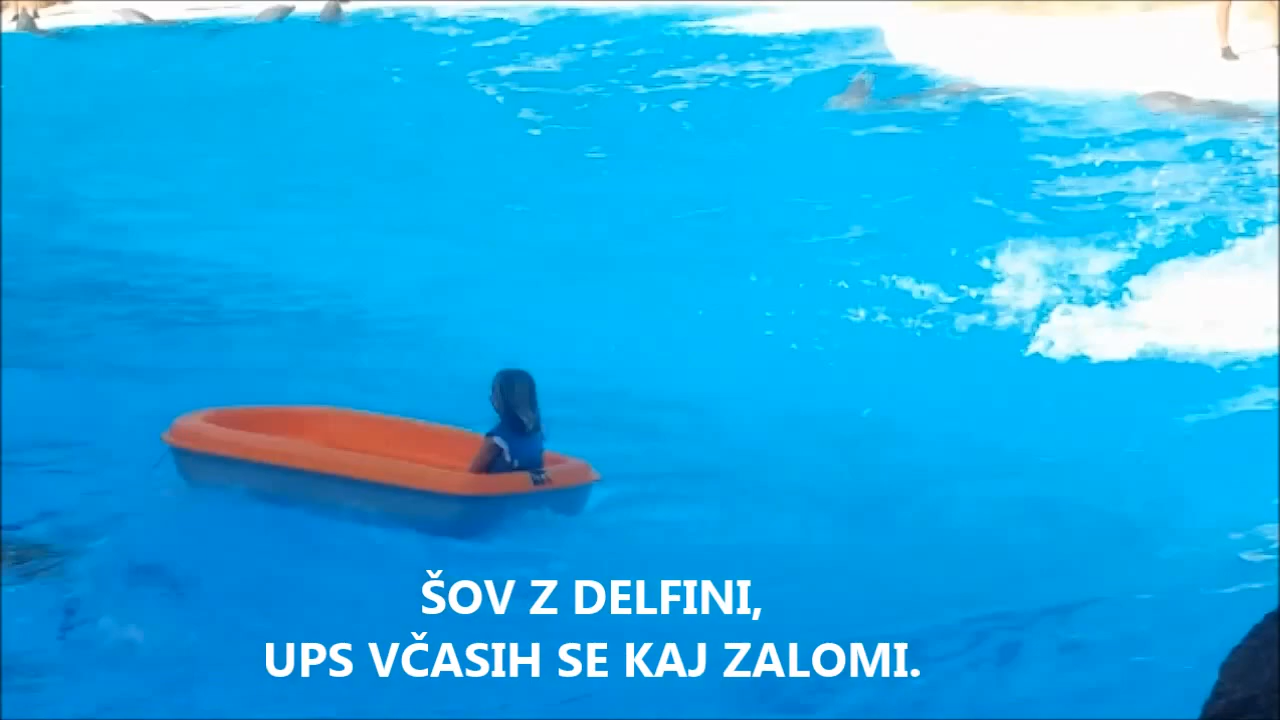 ŠOV Z DELFINI,
UPS VČASIH SE KAJ ZALOMI.